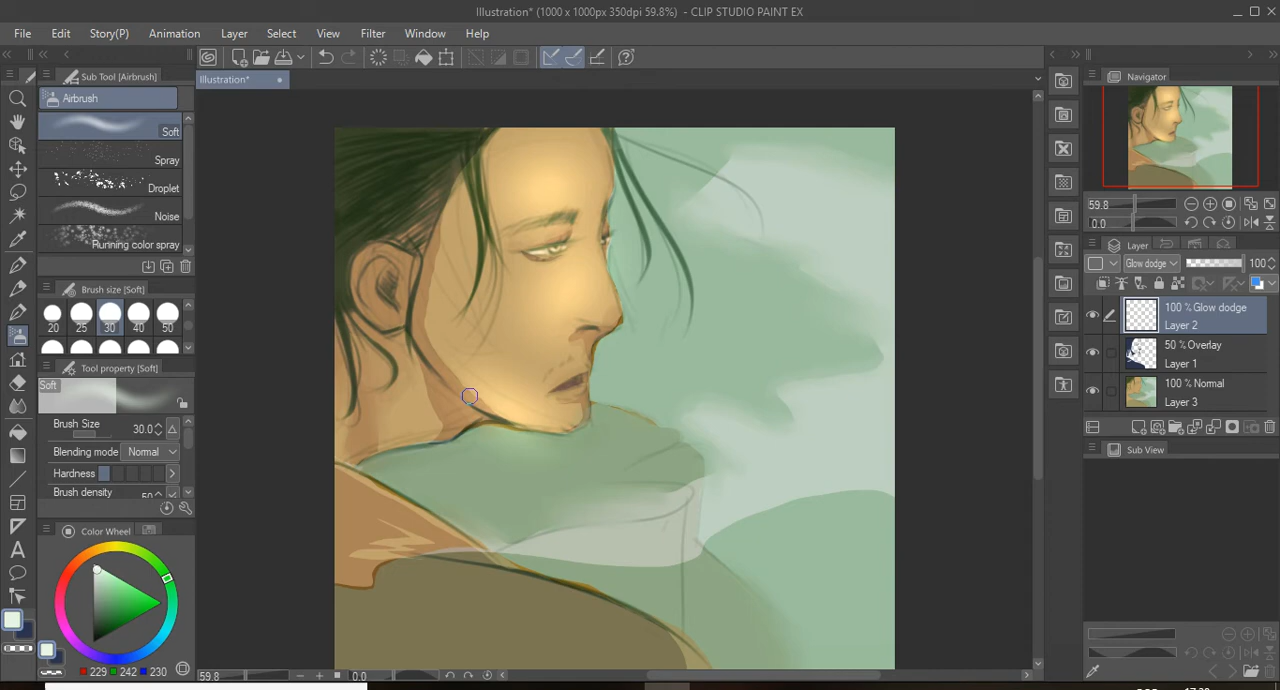 Illustration* (1000 x 1000px 350dpi 59.8%) - CLIP STUDIO PAINT EX
File Edit Story(P) Animation Layer Select View Filter Window Help
Sub Tool [Airbrush]
Illustration*
Navigator
Airbrush
Soft
Spray
Droplet
Noise
Running color spray
59.8
0.0
Layer
Glow dodge 100
Brush size [Soft]
20 25 30 40 50
100 % Glow dodge
Layer 2
50 % Overlay
Layer 1
100 % Normal
Layer 3
Tool property [Soft]
Soft
Brush Size 30.0
Blending mode Normal
Hardness
Brush density
Sub View
Color Wheel
229 242 230
59.8 0.0